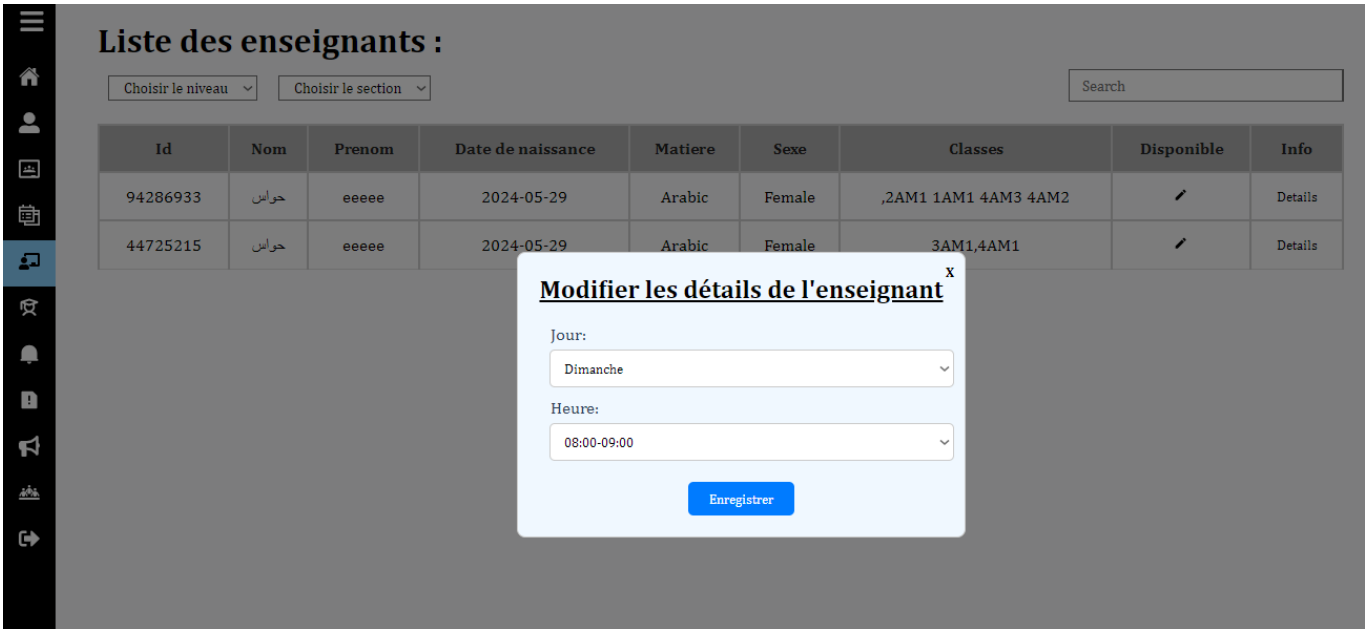 Liste des enseignants :
Choisir le niveau Choisir le section Search
Id Nom Prenom Date de naissance Matiere Sexe Classes Disponible Info
94286933 حواس eeeee 2024-05-29 Arabic Female ,2AM1 1AM1 4AM3 4AM2 Details
44725215 حواس eeeee 2024-05-29 Arabic Female 3AM1,4AM1 Details
x
Modifier les détails de l'enseignant
Jour:
Dimanche
Heure:
08:00-09:00
Enregistrer